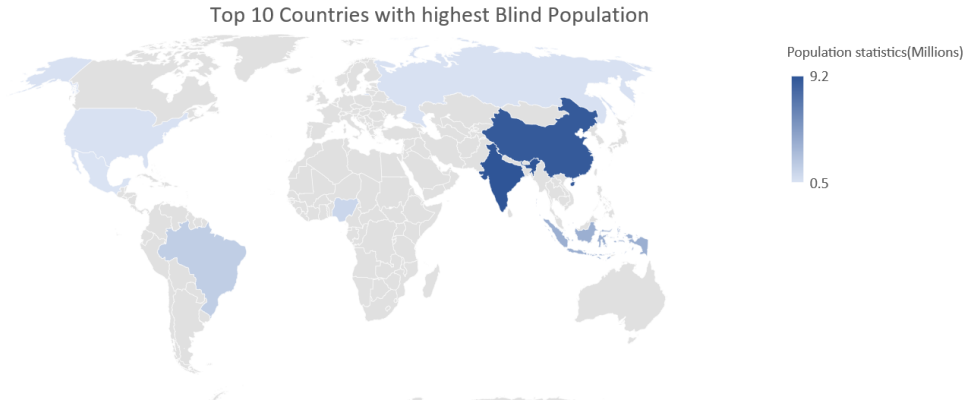 Top 10 Countries with highest Blind Population
Population statistics(Millions)
9.2
0.5